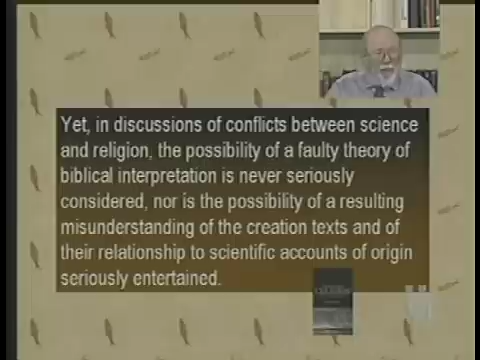 Yet, in discussions of conflicts between science
and religion, the possibility of a faulty theory of
biblical interpretation is never seriously
considered, nor is the possibility of a resulting
misunderstanding of the creation texts and of
their relationship to scientific accounts of origin
seriously entertained.